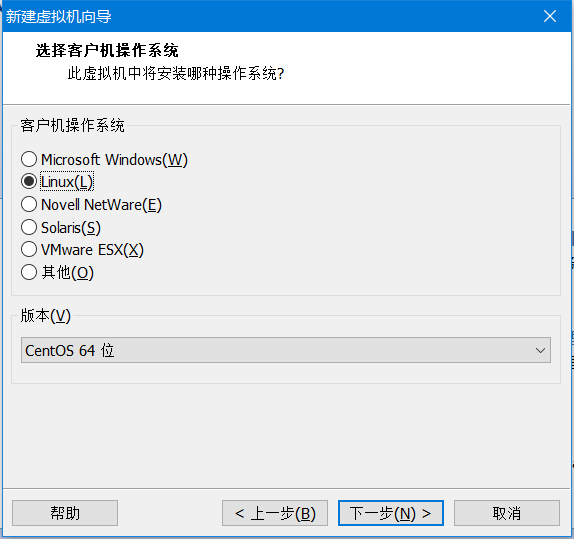 新建虚拟机向导
选择客户机操作系统
此虚拟机中将安装哪种操作系统?
客户机操作系统
Microsoft Windows(W)
Linux(L)
Novell NetWare(E)
Solaris(S)
VMware ESX(X)
其他(O)
版本(V)
CentOS 64 位
帮助
< 上一步(B)
下一步(N) >
取消